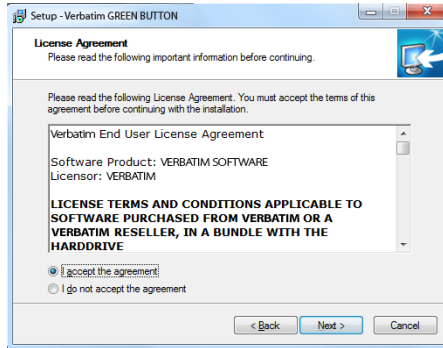 Setup - Verbatim GREEN BUTTON
License Agreement
Please read the following important information before continuing.
Please read the following License Agreement. You must accept the terms of this
agreement before continuing with the installation.
Verbatim End User License Agreement
Software Product: VERBATIM SOFTWARE
Licensor: VERBATIM
LICENSE TERMS AND CONDITIONS APPLICABLE TO
SOFTWARE PURCHASED FROM VERBATIM OR A
VERBATIM RESELLER, IN A BUNDLE WITH THE
HARDDRIVE
I accept the agreement
I do not accept the agreement
< Back Next > Cancel